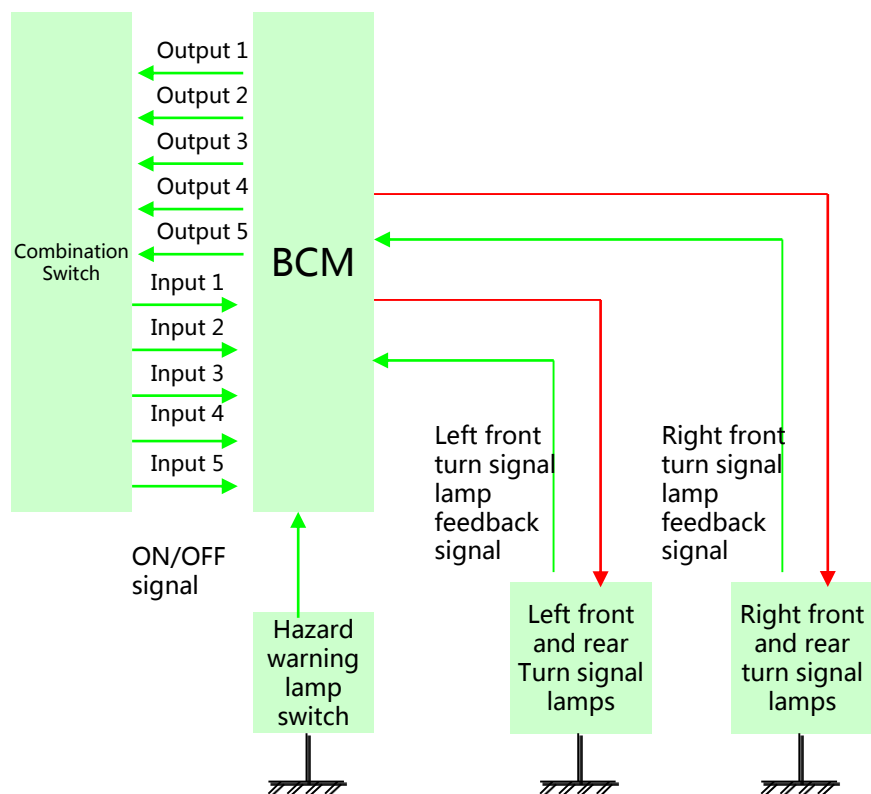 Output 1
Output 2
Output 3
Output 4
Output 5
Combination
Switch
BCM
Input 1
Input 2
Input 3
Input 4
Input 5
Left front
turn signal
lamp
feedback
signal
Right front
turn signal
lamp
feedback
signal
ON/OFF
signal
Hazard
warning
lamp
switch
Left front
and rear
Turn signal
lamps
Right front
and rear
turn signal
lamps